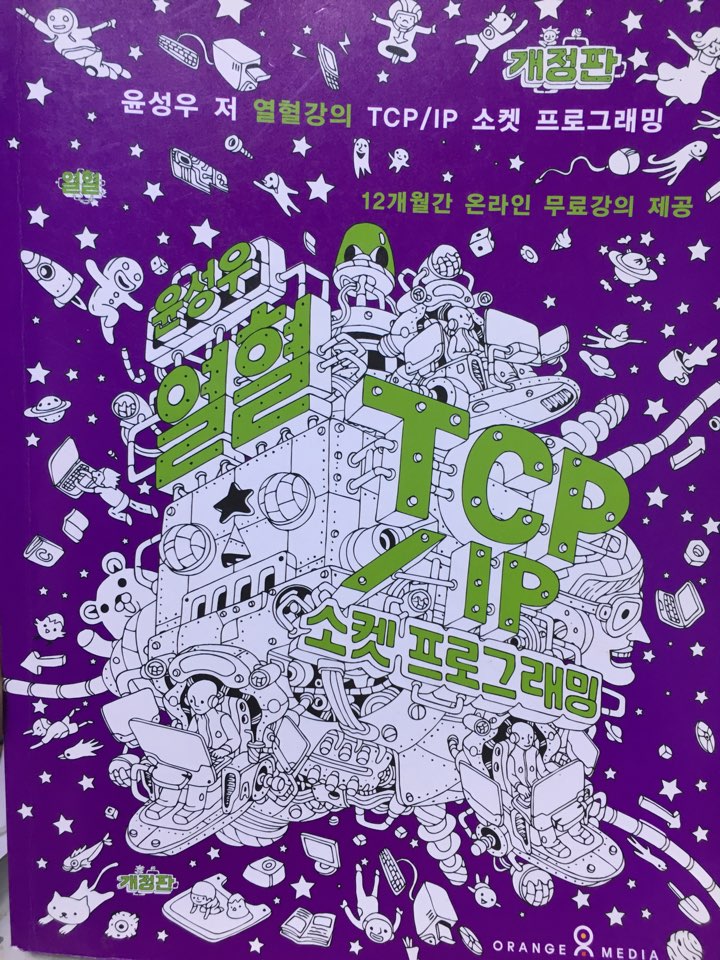 개정판
윤성우 저 열혈강의 TCP/IP 소켓 프로그래밍
열혈
12개월간 온라인 무료강의 제공
윤성우
열혈
TCP
/IP
소켓 프로그래밍
개정판
ORANGE MEDIA